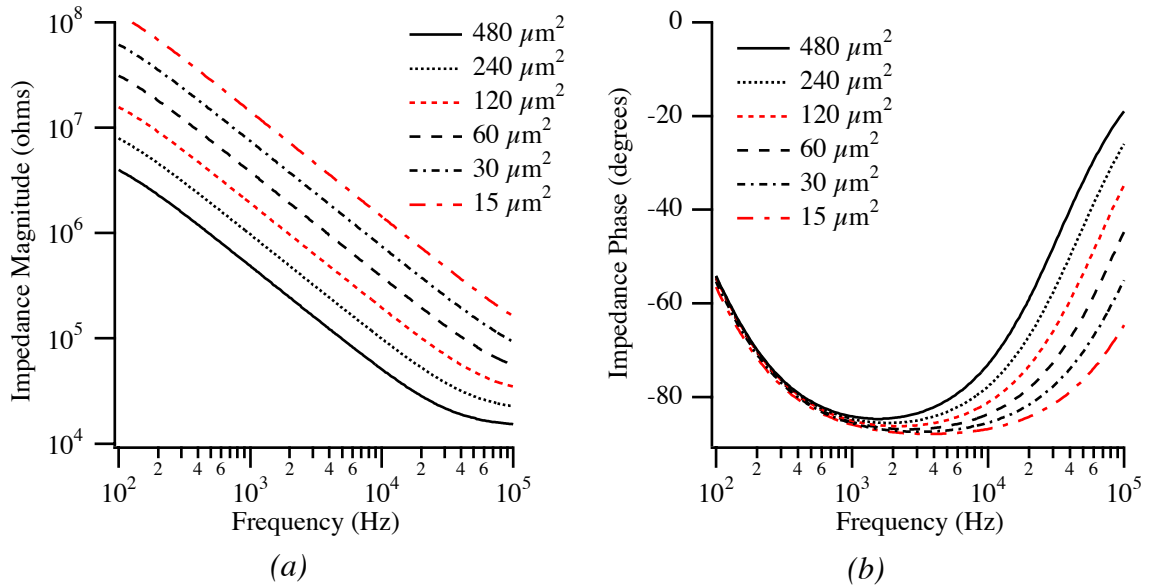 10^8
10^7
10^6
10^5
10^4
Impedance Magnitude (ohms)
480 µm^2
240 µm^2
120 µm^2
60 µm^2
30 µm^2
15 µm^2
2 4 6 2 4 6 2 4 6
10^2 10^3 10^4 10^5
Frequency (Hz)
(a)
0
-20
-40
-60
-80
Impedance Phase (degrees)
480 µm^2
240 µm^2
120 µm^2
60 µm^2
30 µm^2
15 µm^2
2 4 6 2 4 6 2 4 6
10^2 10^3 10^4 10^5
Frequency (Hz)
(b)